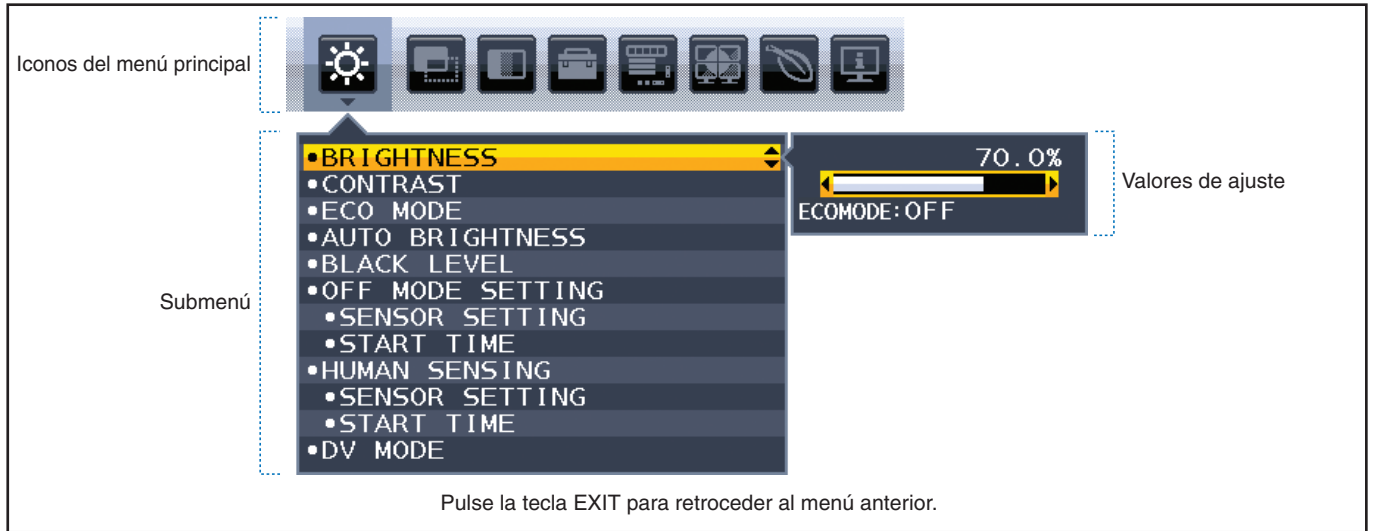 Iconos del menú principal
•BRIGHTNESS
•CONTRAST
•ECO MODE
•AUTO BRIGHTNESS
•BLACK LEVEL
•OFF MODE SETTING
•SENSOR SETTING
•START TIME
•HUMAN SENSING
•SENSOR SETTING
•START TIME
•DV MODE
Submenú
70.0%
ECOMODE:OFF
Valores de ajuste
Pulse la tecla EXIT para retroceder al menú anterior.